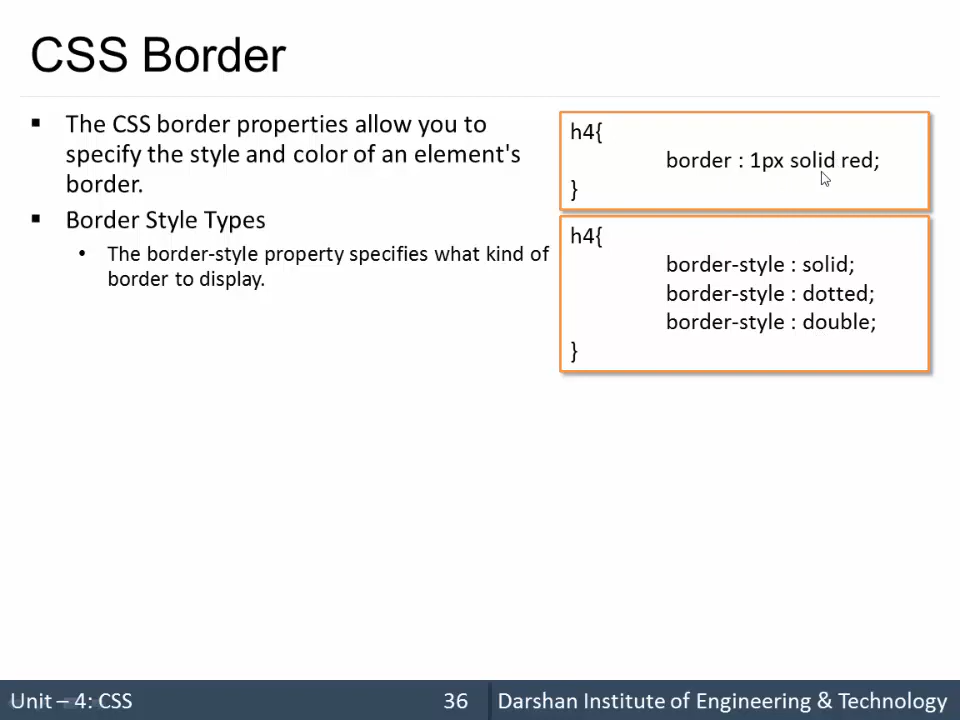 CSS Border
▪ The CSS border properties allow you to
specify the style and color of an element's
border.
▪ Border Style Types
• The border-style property specifies what kind of
border to display.
h4{
border : 1px solid red;
}
h4{
border-style : solid;
border-style : dotted;
border-style : double;
}
Unit – 4: CSS 36 Darshan Institute of Engineering & Technology